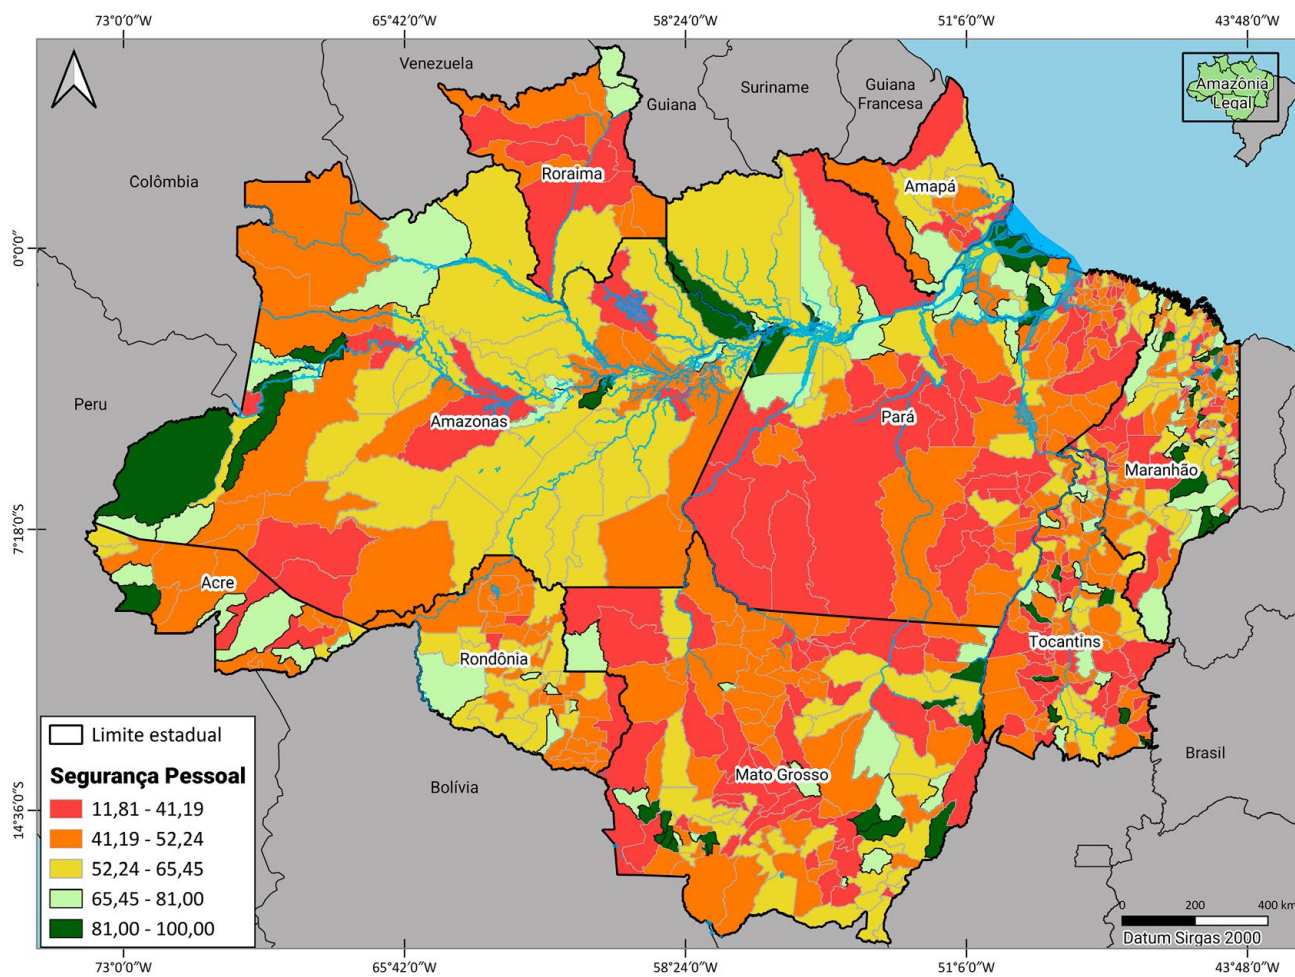 73°0′0″W
65°42′0″W
58°24′0″W
51°6′0″W
43°48′0″W
Venezuela
Suriname
Guiana
Francesa
Guiana
Amazônia
Legal
Colômbia
Roraima
Amapá
0°0′0″
Peru
Amazonas
Pará
Maranhão
7°18′0″S
Acre
Rondônia
Tocantins
Limite estadual
Segurança Pessoal
11,81 - 41,19
41,19 - 52,24
52,24 - 65,45
65,45 - 81,00
81,00 - 100,00
Bolívia
Mato Grosso
Brasil
14°36′0″S
0
200
400 km
Datum Sirgas 2000
73°0′0″W
65°42′0″W
58°24′0″W
51°6′0″W
43°48′0″W